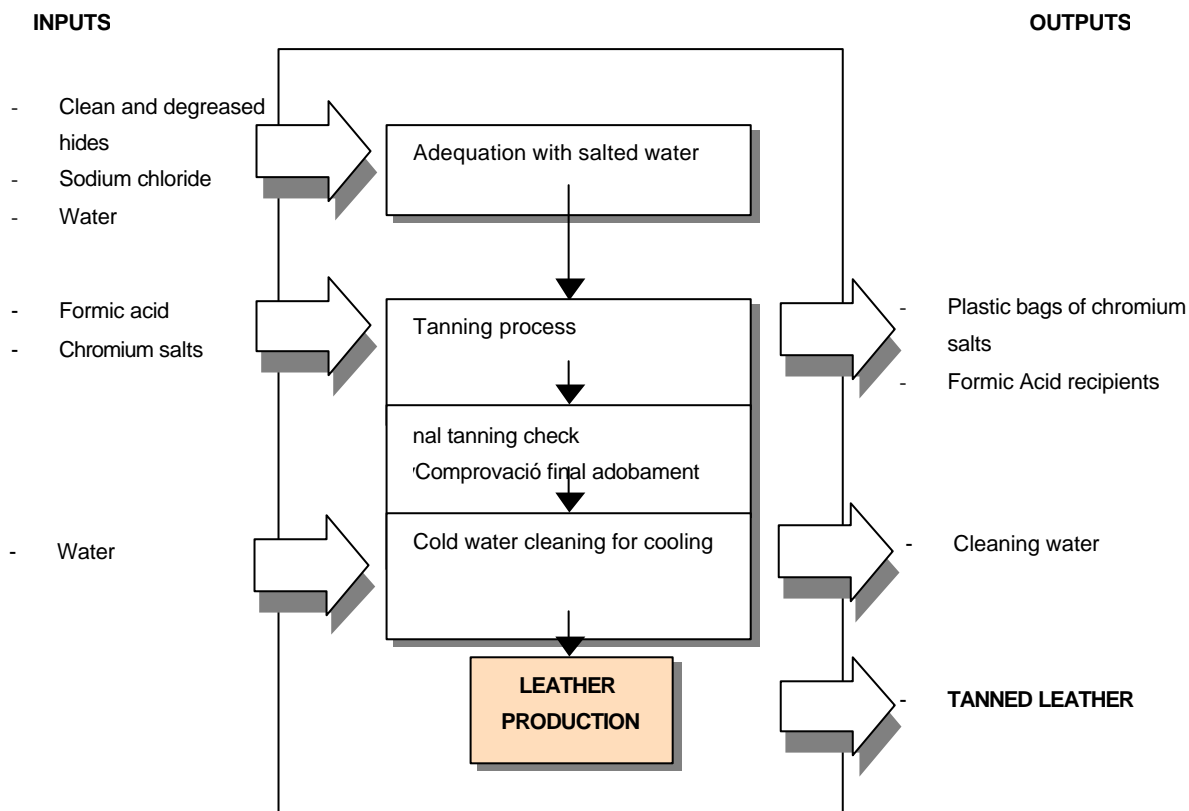 INPUTS
OUTPUTS
- Clean and degreased
hides
- Sodium chloride
- Water
Adequation with salted water
- Formic acid
- Chromium salts
Tanning process
- Plastic bags of chromium
salts
- Formic Acid recipients
nal tanning check
Comprovació final adobament
- Water
Cold water cleaning for cooling
- Cleaning water
LEATHER
PRODUCTION
- TANNED LEATHER